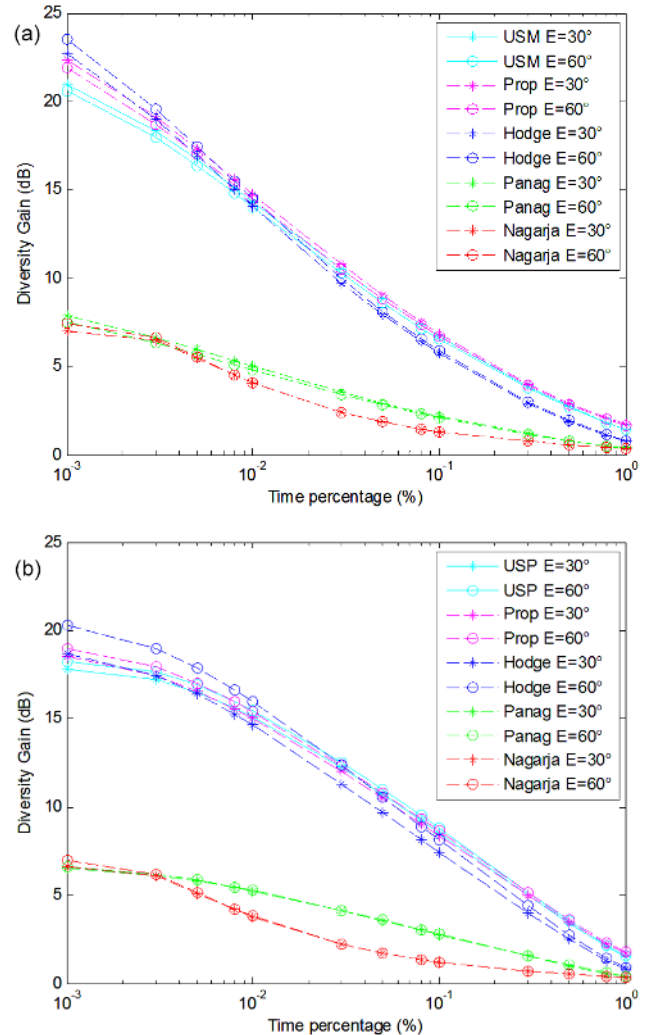 (a)
25
20
15
10
5
0
Diversity Gain (dB)
USM E=30°
USM E=60°
Prop E=30°
Prop E=60°
Hodge E=30°
Hodge E=60°
Panag E=30°
Panag E=60°
Nagarja E=30°
Nagarja E=60°
10-3
10-2
10-1
100
Time percentage (%)
(b)
25
20
15
10
5
0
Diversity Gain (dB)
USP E=30°
USP E=60°
Prop E=30°
Prop E=60°
Hodge E=30°
Hodge E=60°
Panag E=30°
Panag E=60°
Nagarja E=30°
Nagarja E=60°
10-3
10-2
10-1
100
Time percentage (%)